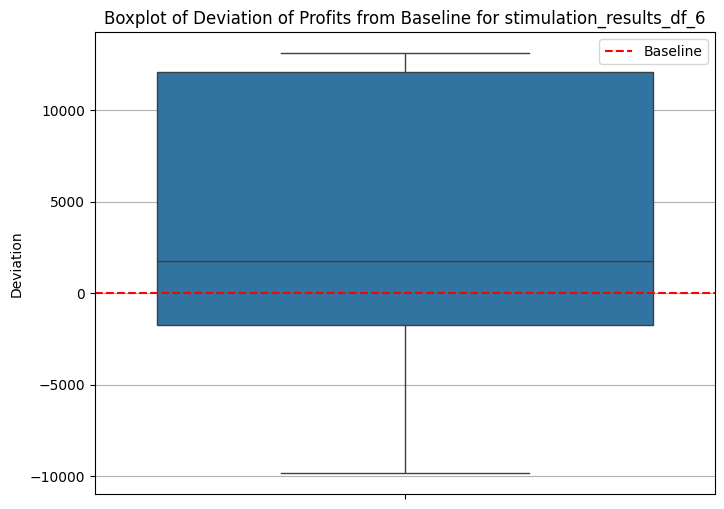 Boxplot of Deviation of Profits from Baseline for stimulation_results_df_6
Baseline
10000
5000
0
−5000
−10000
Deviation